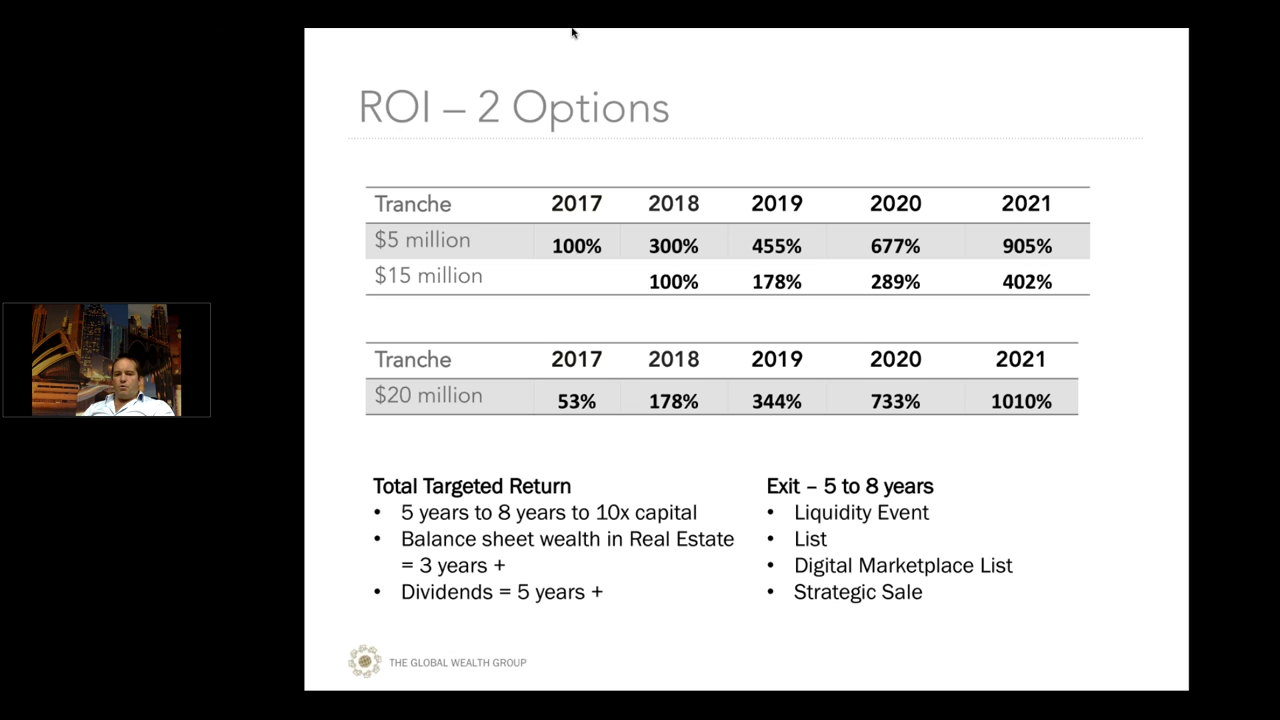 ROI – 2 Options
Tranche 2017 2018 2019 2020 2021
$5 million 100% 300% 455% 677% 905%
$15 million 100% 178% 289% 402%
Tranche 2017 2018 2019 2020 2021
$20 million 53% 178% 344% 733% 1010%
Total Targeted Return
• 5 years to 8 years to 10x capital
• Balance sheet wealth in Real Estate
= 3 years +
• Dividends = 5 years +
Exit – 5 to 8 years
• Liquidity Event
• List
• Digital Marketplace List
• Strategic Sale
THE GLOBAL WEALTH GROUP